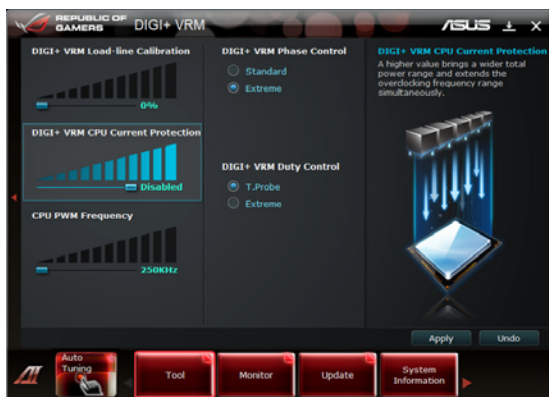 REPUBLIC OF
GAMERS
DIGI+ VRM
ASUS
DIGI+ VRM Load-line Calibration
0%
DIGI+ VRM CPU Current Protection
Disabled
CPU PWM Frequency
250KHz
DIGI+ VRM Phase Control
Standard
Extreme
DIGI+ VRM Duty Control
T.Probe
Extreme
DIGI+ VRM CPU Current Protection
A higher value brings a wider total
power range and extends the
overclocking frequency range
simultaneously.
Apply
Undo
AI
Auto
Tuning
Tool
Monitor
Update
System
Information